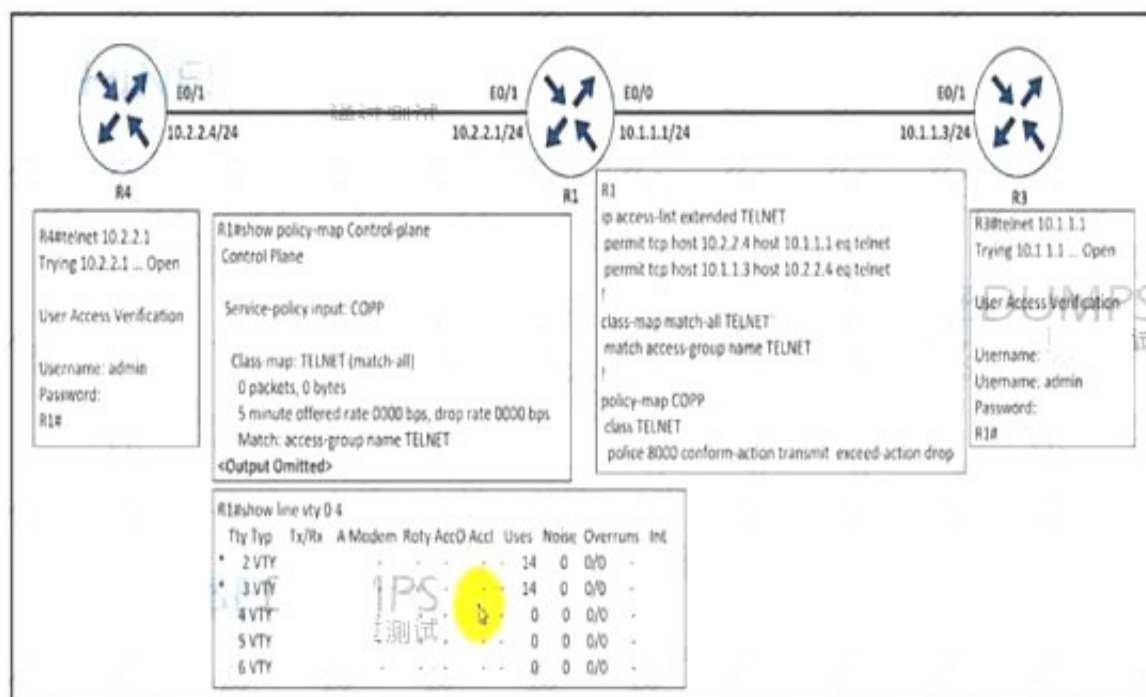 E0/1
E0/1
E0/0
E0/1
10.2.2.4/24
10.2.2.1/24
10.1.1.1/24
10.1.1.3/24
R4
R1
R3
R4#telnet 10.2.2.1
Trying 10.2.2.1 ... Open
User Access Verification
Username: admin
Password:
R1#
R1#show policy-map Control-plane
Control Plane
Service-policy input: COPP
Class-map: TELNET (match-all)
0 packets, 0 bytes
5 minute offered rate 0000 bps, drop rate 0000 bps
Match: access-group name TELNET
<Output Omitted>
R1
ip access-list extended TELNET
permit tcp host 10.2.2.4 host 10.1.1.1 eq telnet
permit tcp host 10.1.1.3 host 10.2.2.4 eq telnet
!
class-map match-all TELNET
match access-group name TELNET
!
policy-map COPP
class TELNET
police 8000 conform-action transmit exceed-action drop
R3#telnet 10.1.1.1
Trying 10.1.1.1 ... Open
User Access Verification
Username:
Username: admin
Password:
R1#
DUMPS
试
R1#show line vty 0 4
Tty Typ Tx/Rx A Modem Roty AccO AccI Uses Noise Overruns Int
* 2 VTY - - - - - 14 0 0/0 -
* 3 VTY - - - - - 14 0 0/0 -
4 VTY - - - - - 0 0 0/0 -
5 VTY - - - - - 0 0 0/0 -
6 VTY - - - - - 0 0 0/0 -
PS
测试